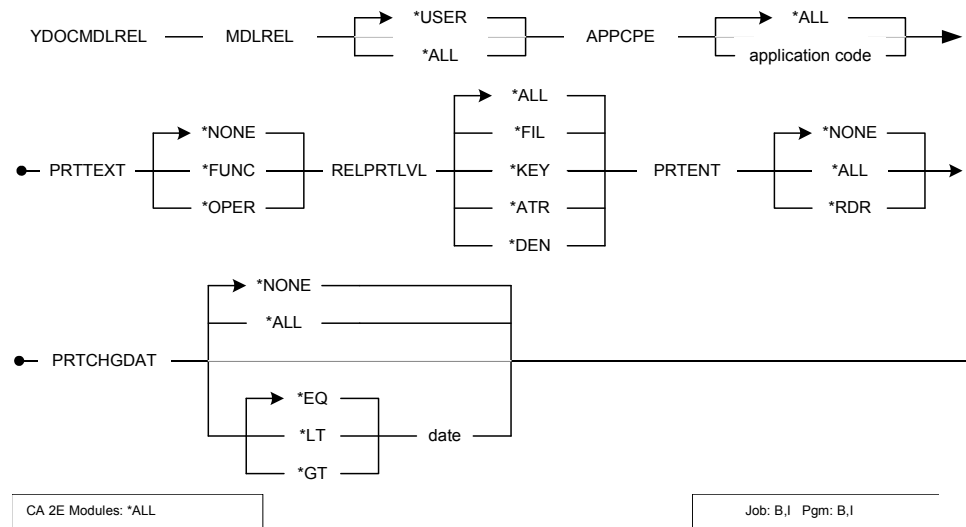 *USER
*ALL
YDOCMDLREL
MDLREL
APPCPE
*ALL
application code
*ALL
*NONE
*FIL
*NONE
PRTTEXT
*FUNC
RELPRTLVL
*KEY
PRTENT
*ALL
*OPER
*ATR
*RDR
*DEN
*NONE
*ALL
PRTCHGDAT
*EQ
*LT
date
*GT
CA 2E Modules: *ALL
Job: B,I Pgm: B,I